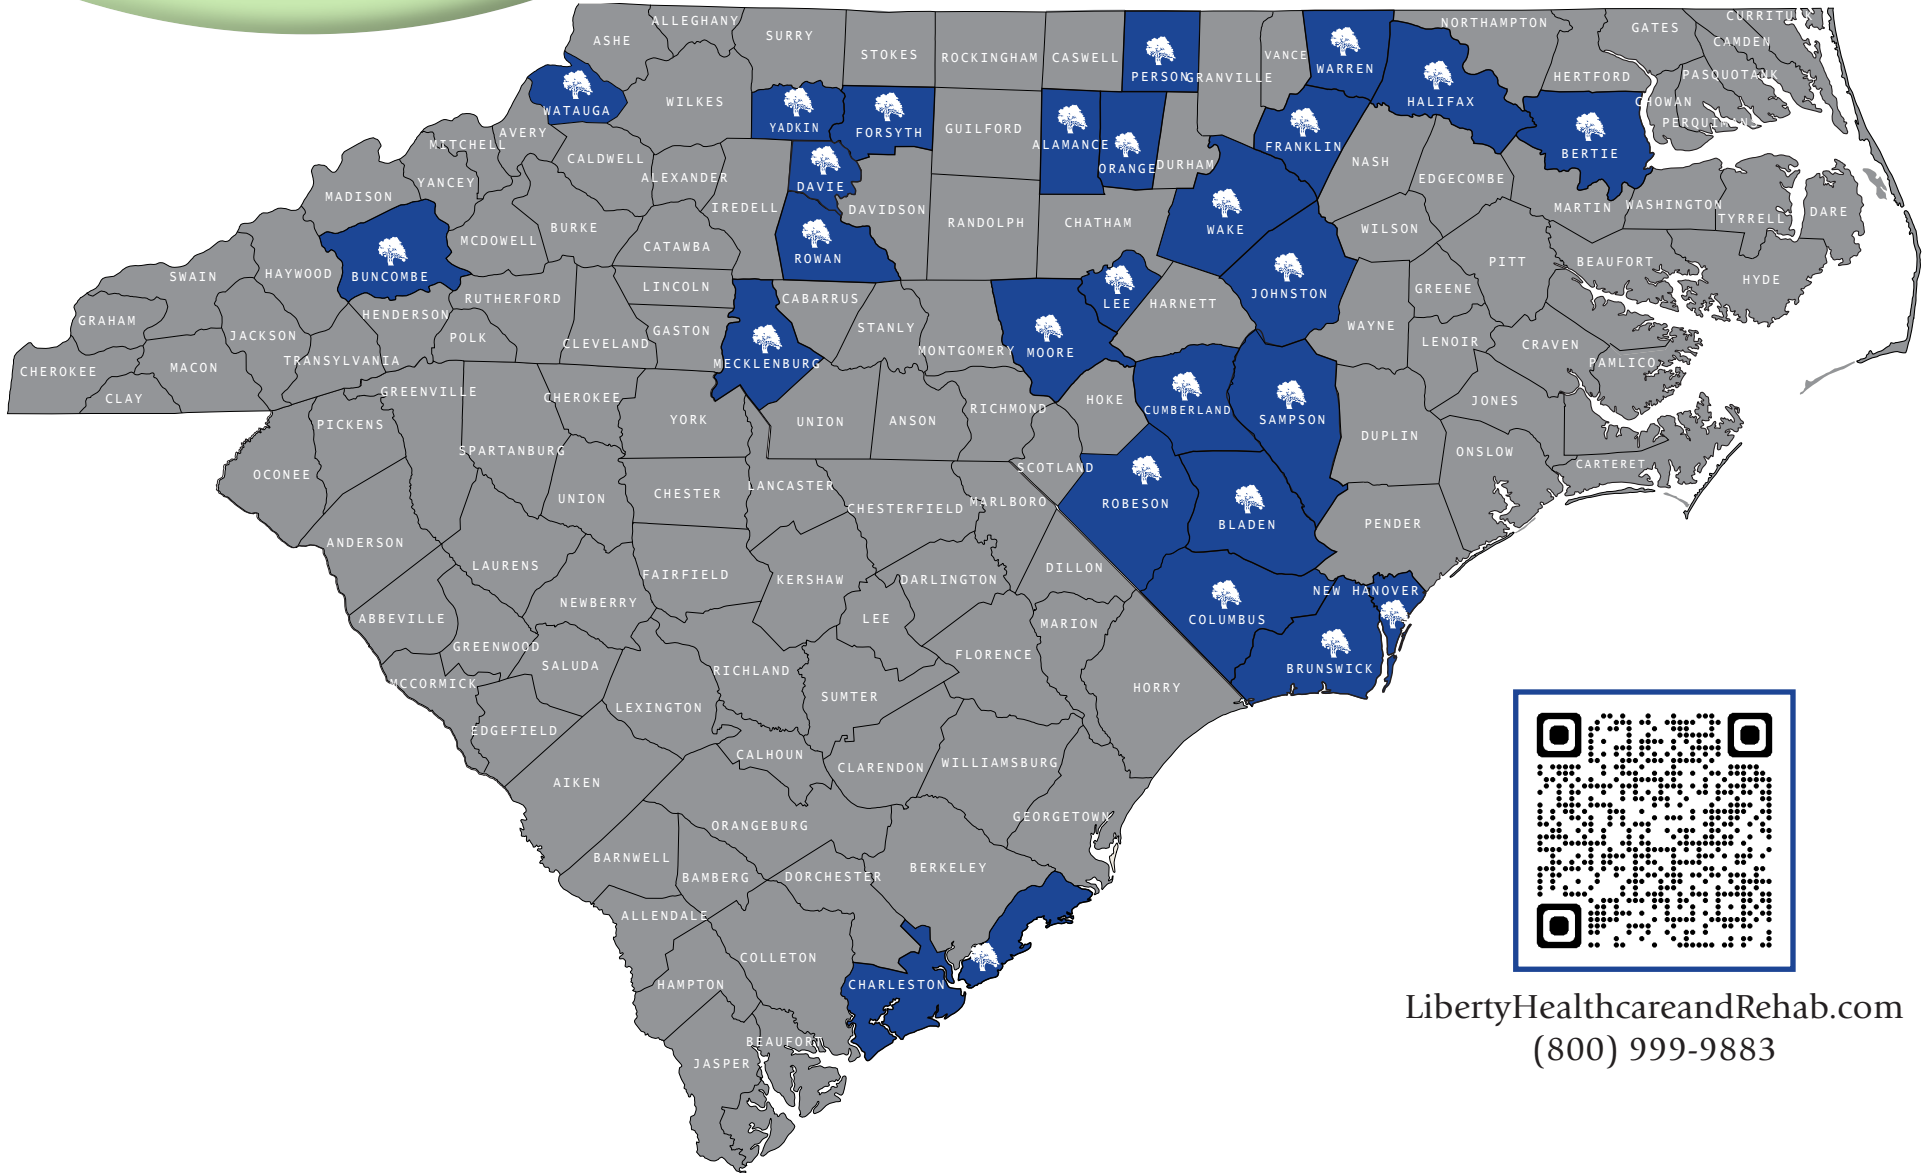 ALLEGHANY
CURRITUCK
ASHE
SURRY
STOKES
ROCKINGHAM
CASWELL
PERSON
GRANVILLE
VANCE
WARREN
NORTHAMPTON
GATES
CAMDEN
PASQUOTANK
HERTFORD
HALIFAX
CHOWAN
PERQUIMANS
WATAUGA
WILKES
YADKIN
FORSYTH
GUILFORD
ALAMANCE
ORANGE
DURHAM
FRANKLIN
NASH
BERTIE
AVERY
MITCHELL
CALDWELL
ALEXANDER
YANCEY
MADISON
IREDELL
DAVIE
DAVIDSON
RANDOLPH
CHATHAM
WAKE
EDGECOMBE
MARTIN
WASHINGTON
TYRRELL
DARE
WILSON
BURKE
MCDOWELL
CATAWBA
ROWAN
BUNCOMBE
HAYWOOD
SWAIN
LINCOLN
RUTHERFORD
CABARRUS
LEE
HARNETT
JOHNSTON
GREENE
PITT
BEAUFORT
HYDE
GRAHAM
JACKSON
HENDERSON
POLK
CLEVELAND
GASTON
MECKLENBURG
STANLY
MONTGOMERY
MOORE
WAYNE
LENOIR
CRAVEN
PAMLICO
CHEROKEE
MACON
TRANSYLVANIA
CLAY
GREENVILLE
CHEROKEE
YORK
UNION
ANSON
RICHMOND
HOKE
CUMBERLAND
SAMPSON
DUPLIN
JONES
ONSLOW
CARTERET
PICKENS
OCONEE
SPARTANBURG
UNION
CHESTER
LANCASTER
CHESTERFIELD
MARLBORO
SCOTLAND
ROBESON
BLADEN
PENDER
ANDERSON
LAURENS
FAIRFIELD
KERSHAW
DARLINGTON
DILLON
NEW HANOVER
COLUMBUS
BRUNSWICK
ABBEVILLE
NEWBERRY
GREENWOOD
LEE
MARION
FLORENCE
SALUDA
MCCORMICK
RICHLAND
SUMTER
HORRY
LEXINGTON
EDGEFIELD
CALHOUN
CLARENDON
WILLIAMSBURG
AIKEN
GEORGETOWN
ORANGEBURG
BARNWELL
BAMBERG
DORCHESTER
BERKELEY
ALLENDALE
COLLETON
HAMPTON
CHARLESTON
BEAUFORT
JASPER
LibertyHealthcareandRehab.com
(800) 999-9883